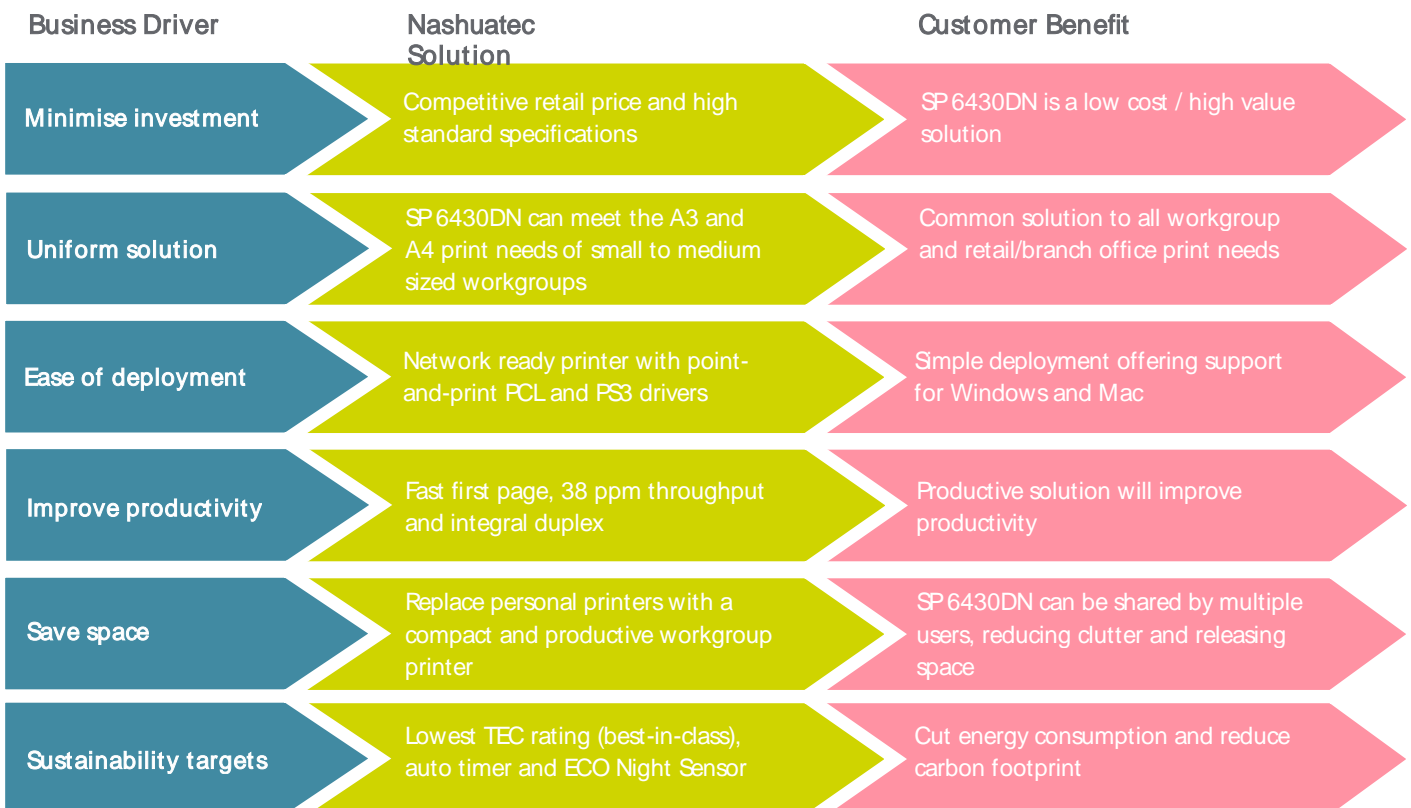 Business Driver
Nashuatec
Solution
Customer Benefit
Minimise investment
Competitive retail price and high
standard specifications
SP 6430DN is a low cost / high value
solution
Uniform solution
SP 6430DN can meet the A3 and
A4 print needs of small to medium
sized workgroups
Common solution to all workgroup
and retail/branch office print needs
Ease of deployment
Network ready printer with point-
and-print PCL and PS3 drivers
Simple deployment offering support
for Windows and Mac
Improve productivity
Fast first page, 38 ppm throughput
and integral duplex
Productive solution will improve
productivity
Save space
Replace personal printers with a
compact and productive workgroup
printer
SP 6430DN can be shared by multiple
users, reducing clutter and releasing
space
Sustainability targets
Lowest TEC rating (best-in-class),
auto timer and ECO Night Sensor
Cut energy consumption and reduce
carbon footprint